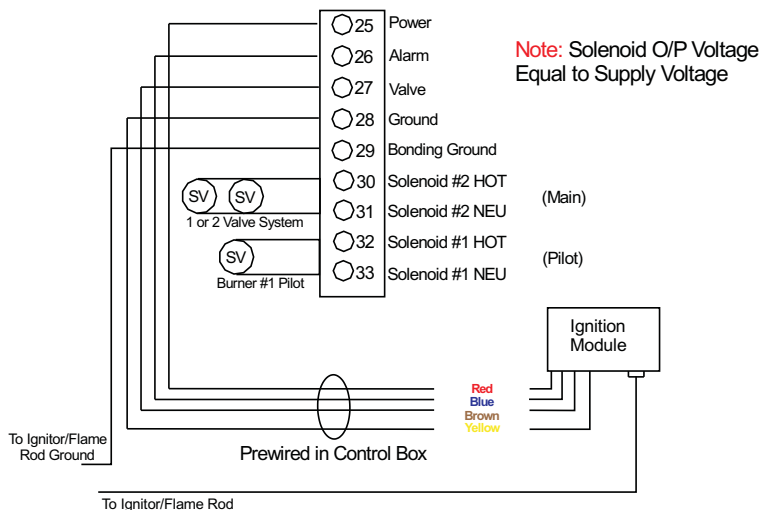 25 Power
26 Alarm
27 Valve
28 Ground
29 Bonding Ground
30 Solenoid #2 HOT
31 Solenoid #2 NEU
(Main)
32 Solenoid #1 HOT
33 Solenoid #1 NEU
(Pilot)
Note: Solenoid O/P Voltage
Equal to Supply Voltage
SV SV
1 or 2 Valve System
SV
Burner #1 Pilot
Ignition
Module
Red
Blue
Brown
Yellow
Prewired in Control Box
To Ignitor/Flame
Rod Ground
To Ignitor/Flame Rod